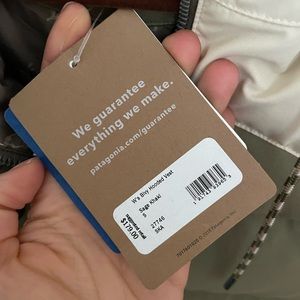 We guarantee
everything we make.
patagonia.com/guarantee
W's Bivy Hooded Vest
Sage Khaki
S
27746
SKA
$179.00